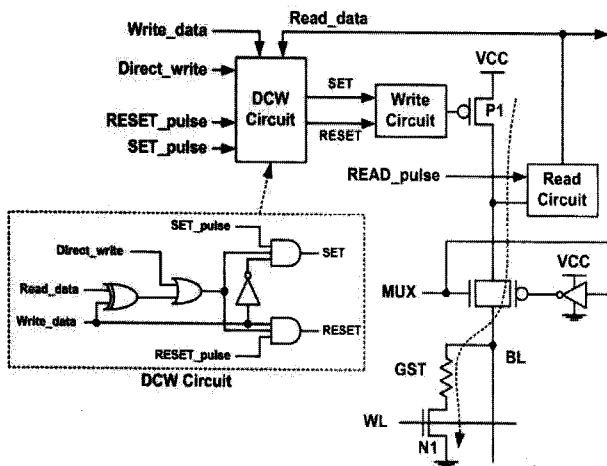 Write_data
Read_data
Direct_write
VCC
DCW
Circuit
SET
RESET
Write
Circuit
P1
RESET_pulse
SET_pulse
READ_pulse
Read
Circuit
SET_pulse
Direct_write
SET
VCC
Read_data
MUX
Write_data
RESET
RESET_pulse
GST
BL
DCW Circuit
WL
N1